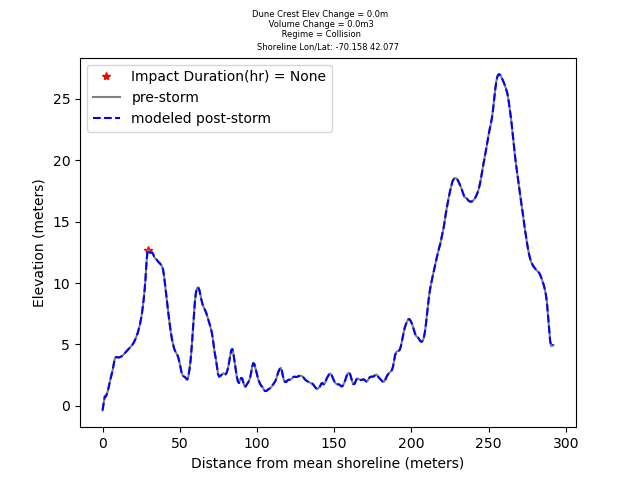 Dune Crest Elev Change = 0.0m
Volume Change = 0.0m3
Regime = Collision
Shoreline Lon/Lat: -70.158 42.077
Impact Duration(hr) = None
pre-storm
modeled post-storm
Elevation (meters)
25
20
15
10
5
0
0 50 100 150 200 250 300
Distance from mean shoreline (meters)